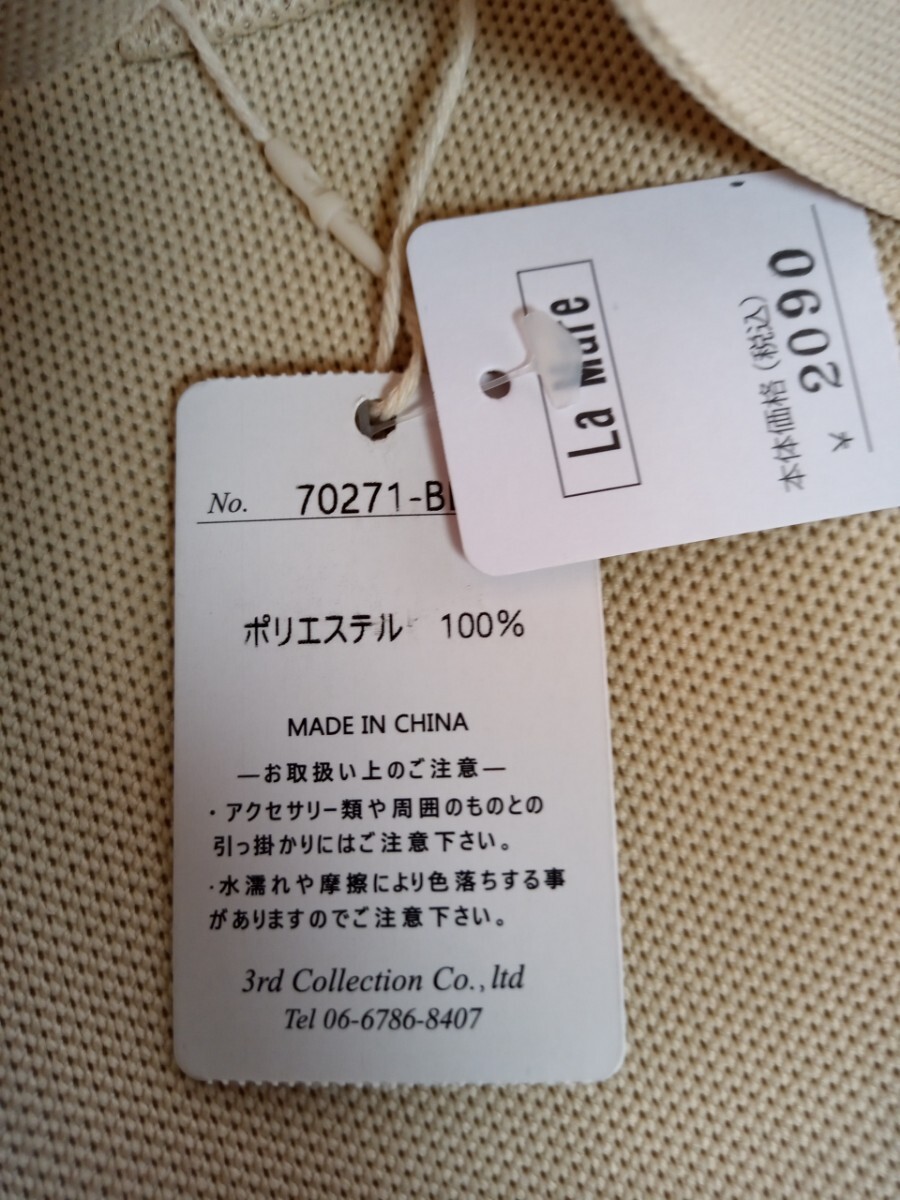 La
本体価格(税込)
¥ 2090
No. 70271-B
ポリエステル 100%
MADE IN CHINA
―お取扱い上のご注意―
・アクセサリー類や周囲のものとの
引っ掛かりにはご注意下さい。
・水濡れや摩擦により色落ちする事
がありますのでご注意下さい。
3rd Collection Co.,ltd
Tel 06-6786-8407